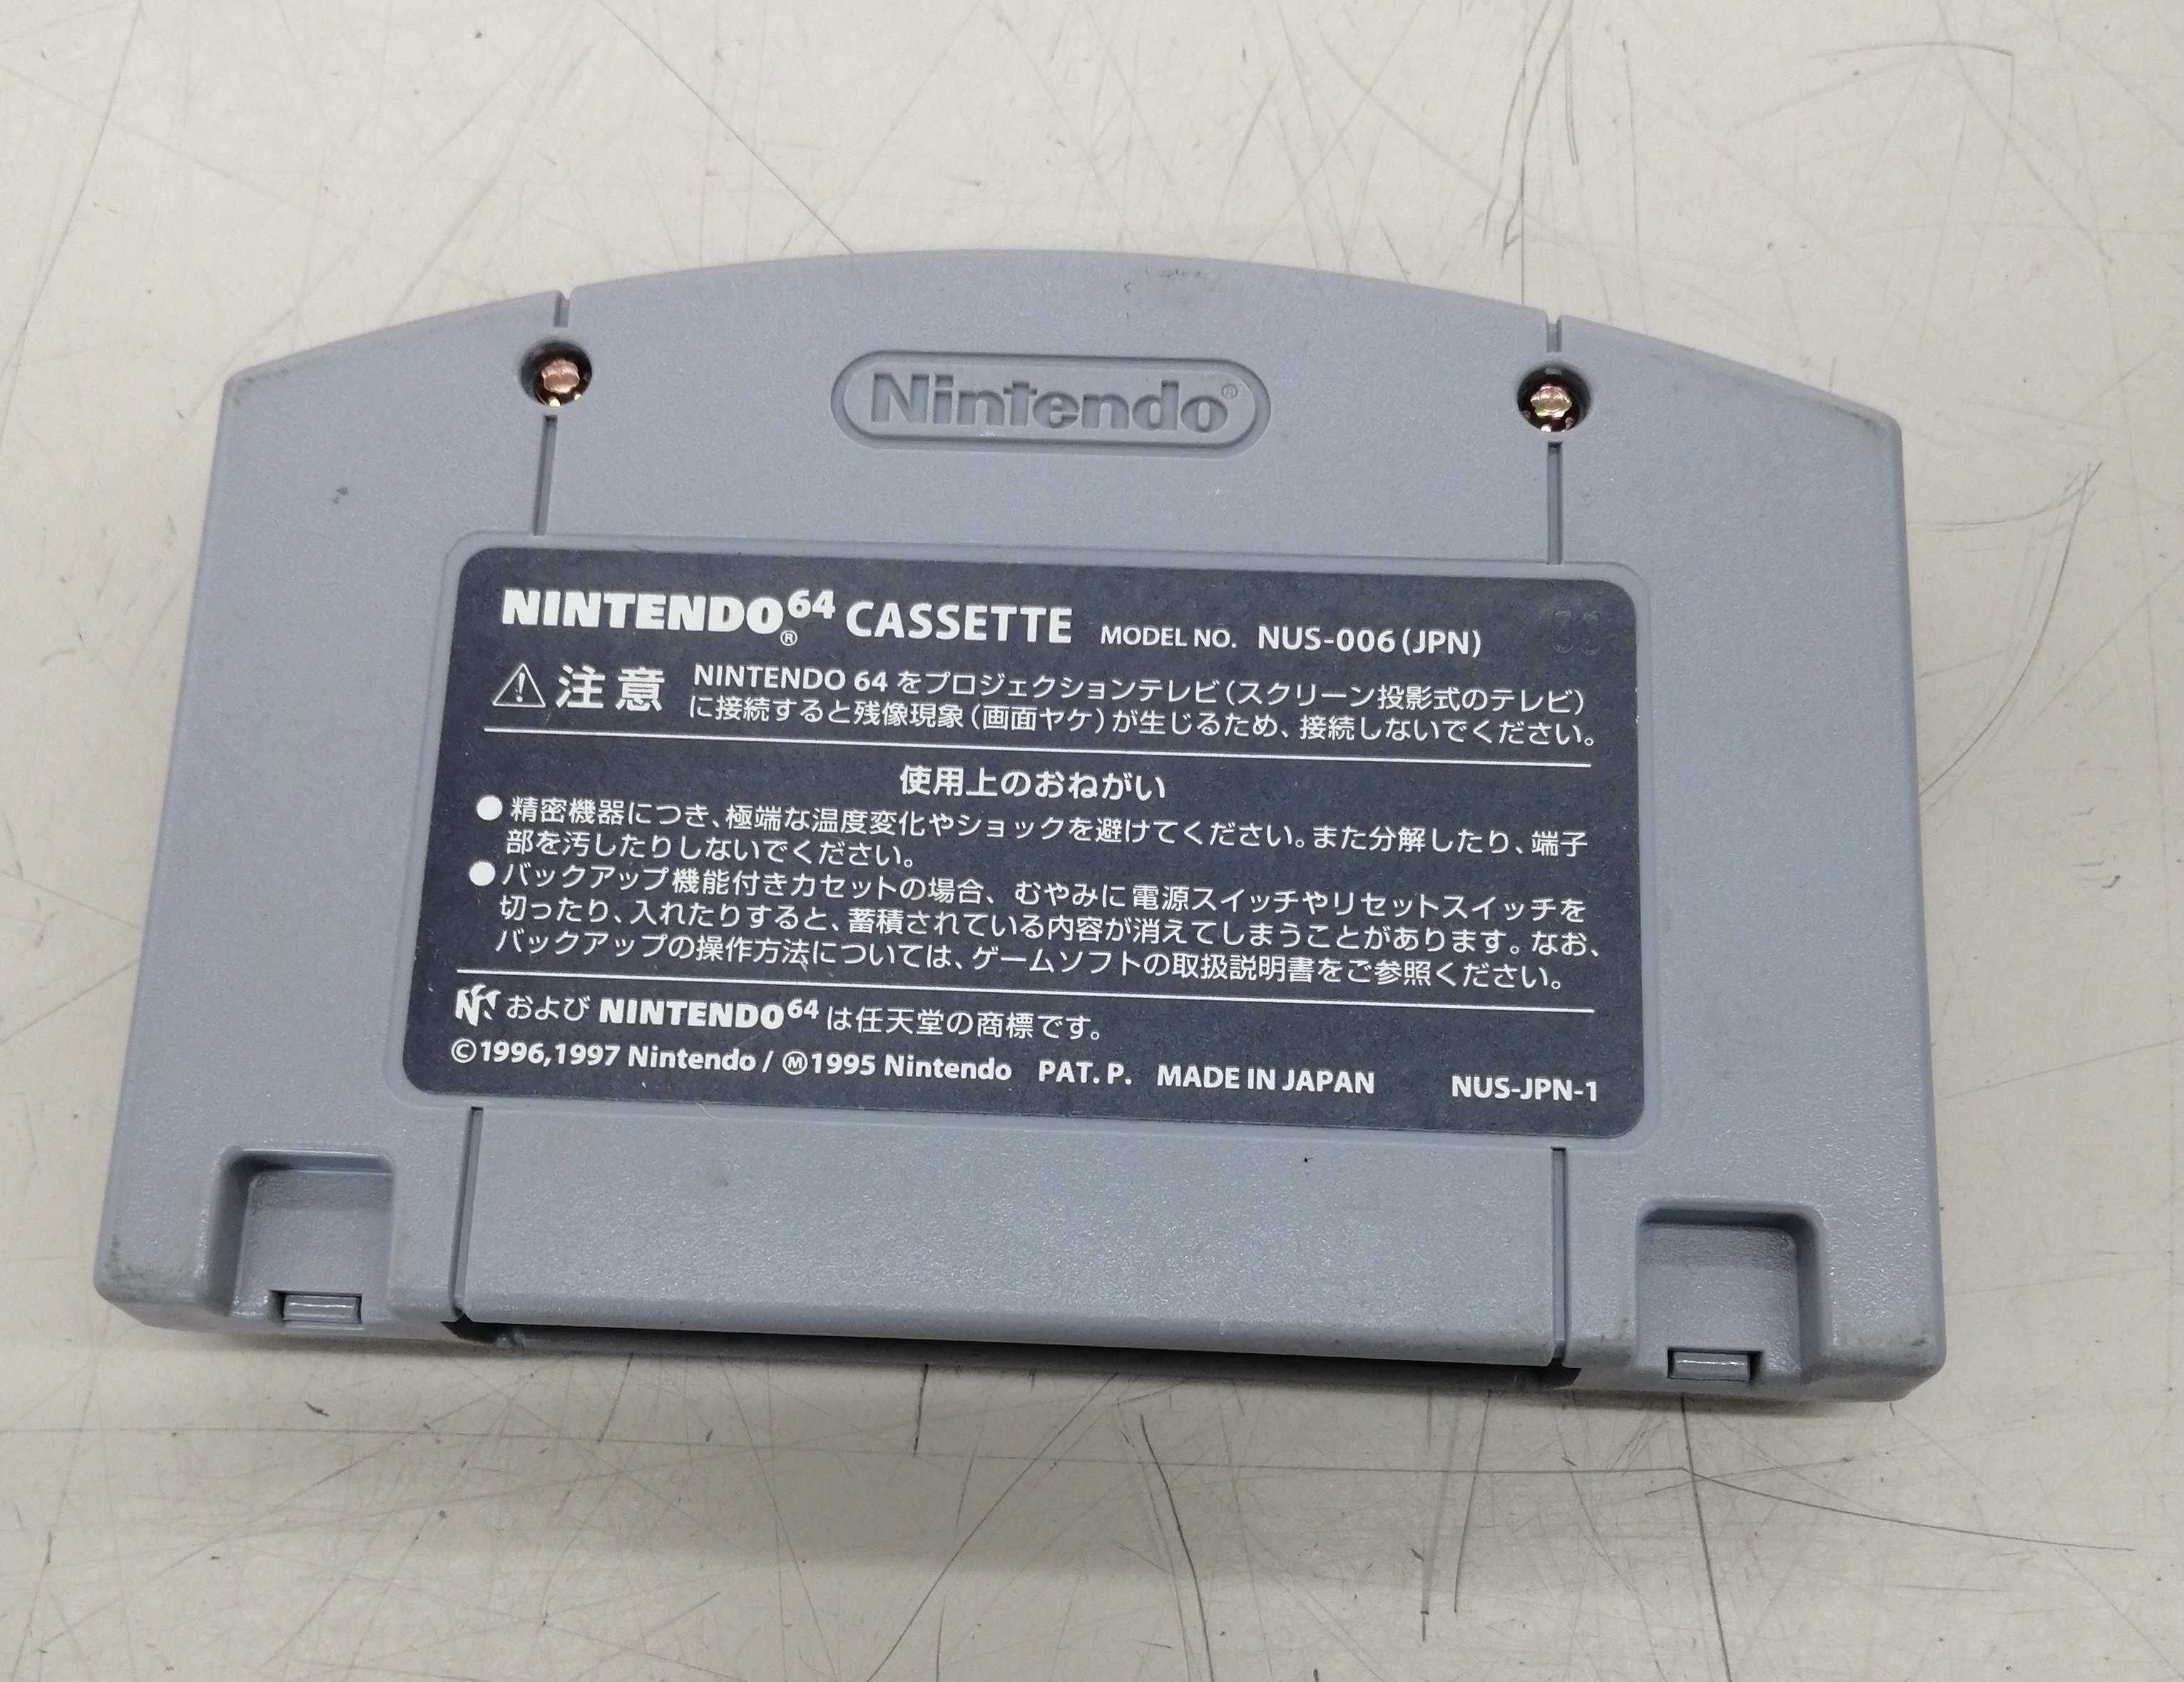 Nintendo®
NINTENDO®64 CASSETTE MODEL NO. NUS-006(JPN)
注意 NINTENDO 64 をプロジェクションテレビ(スクリーン投影式のテレビ)
に接続すると残像現象(画面ヤケ)が生じるため、接続しないでください。
使用上のおねがい
●精密機器につき、極端な温度変化やショックを避けてください。また分解したり、端子
部を汚したりしないでください。
●バックアップ機能付きカセットの場合、むやみに電源スイッチやリセットスイッチを
切ったり、入れたりすると、蓄積されている内容が消えてしまうことがあります。なお、
バックアップの操作方法については、ゲームソフトの取扱説明書をご参照ください。
および NINTENDO64 は任天堂の商標です。
©1996,1997 Nintendo / Ⓜ1995 Nintendo PAT. P. MADE IN JAPAN NUS-JPN-1